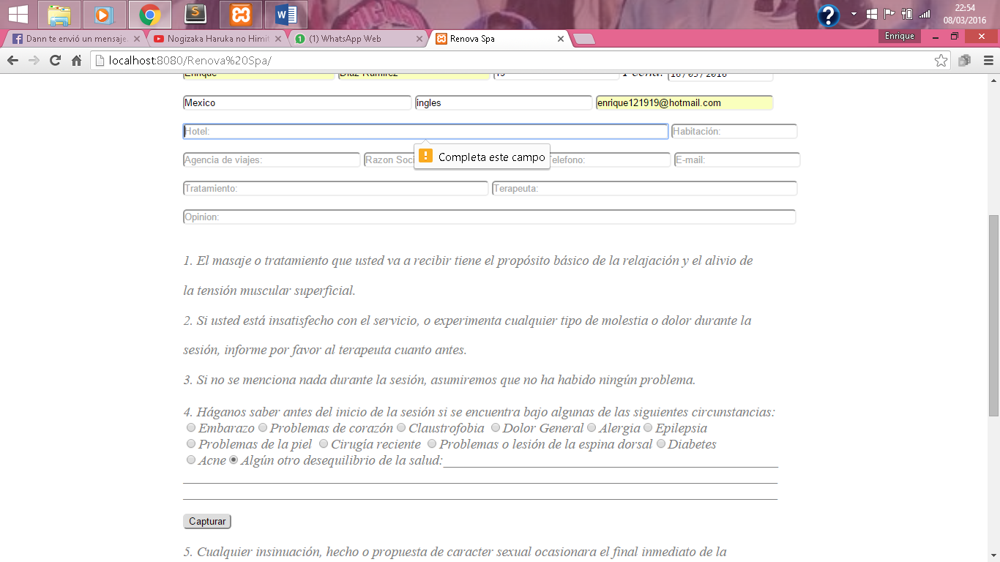 22:54
08/03/2016
Dann te envió un mensaje
Nogizaka Haruka no Himit
(1) WhatsApp Web
Renova Spa
Enrique
localhost:8080/Renova%20Spa/
Enrique Diaz Ramirez 19 Fecha:
Mexico ingles enrique121919@hotmail.com
Hotel: Habitación:
Completa este campo
Agencia de viajes: Razon Soci elefono: E-mail:
Tratamiento: Terapeuta:
Opinion:
1. El masaje o tratamiento que usted va a recibir tiene el propósito básico de la relajación y el alivio de
la tensión muscular superficial.
2. Si usted está insatisfecho con el servicio, o experimenta cualquier tipo de molestia o dolor durante la
sesión, informe por favor al terapeuta cuanto antes.
3. Si no se menciona nada durante la sesión, asumiremos que no ha habido ningún problema.
4. Háganos saber antes del inicio de la sesión si se encuentra bajo algunas de las siguientes circunstancias:
Embarazo Problemas de corazón Claustrofobia Dolor General Alergia Epilepsia
Problemas de la piel Cirugía reciente Problemas o lesión de la espina dorsal Diabetes
Acne Algún otro desequilibrio de la salud:
Capturar
5. Cualquier insinuación, hecho o propuesta de caracter sexual ocasionara el final inmediato de la